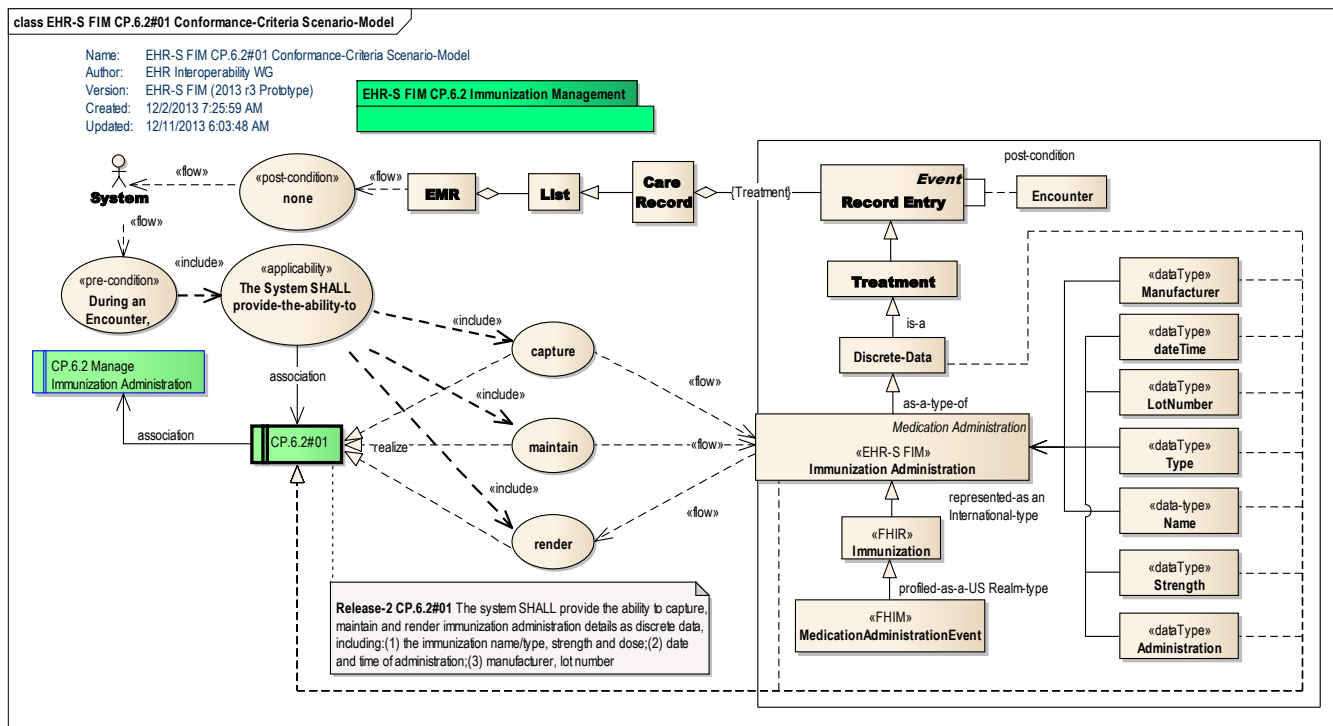 class EHR-S FIM CP.6.2#01 Conformance-Criteria Scenario-Model
Name: EHR-S FIM CP.6.2#01 Conformance-Criteria Scenario-Model
Author: EHR Interoperability WG
Version: EHR-S FIM (2013 r3 Prototype)
Created: 12/2/2013 7:25:59 AM
Updated: 12/11/2013 6:03:48 AM
EHR-S FIM CP.6.2 Immunization Management
System
«flow»
«post-condition»
none
«flow»
EMR
List
Care
Record
{Treatment}
Event
Record Entry
post-condition
Encounter
«flow»
«pre-condition»
During an
Encounter,
«include»
«applicability»
The System SHALL
provide-the-ability-to
«include»
capture
«flow»
«include»
maintain
«flow»
«include»
render
«flow»
association
realize
CP.6.2 Manage
Immunization Administration
association
CP.6.2#01
Release-2 CP.6.2#01 The system SHALL provide the ability to capture,
maintain and render immunization administration details as discrete data,
including:(1) the immunization name/type, strength and dose;(2) date
and time of administration;(3) manufacturer, lot number
Treatment
is-a
Discrete-Data
as-a-type-of
Medication Administration
«EHR-S FIM»
Immunization Administration
represented-as an
International-type
«FHIR»
Immunization
profiled-as-a-US Realm-type
«FHIM»
MedicationAdministrationEvent
«dataType»
Manufacturer
«dataType»
dateTime
«dataType»
LotNumber
«dataType»
Type
«data-type»
Name
«dataType»
Strength
«dataType»
Administration